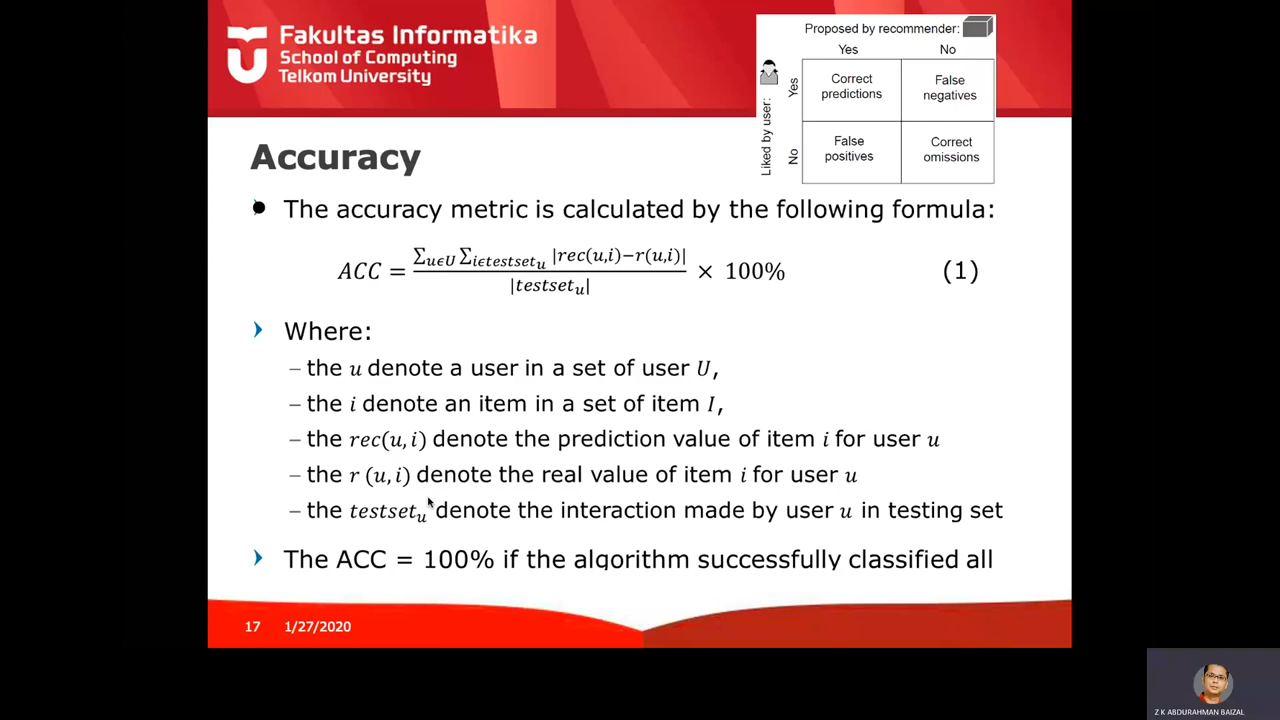 Fakultas Informatika
School of Computing
Telkom University
Proposed by recommender:
Yes No
Liked by user:
Yes
Correct predictions
False negatives
No
False positives
Correct omissions
Accuracy
• The accuracy metric is calculated by the following formula:
ACC = ∑uϵU ∑iϵtestsetu |rec(u,i)−r(u,i)| / |testsetu| × 100% (1)
Where:
– the u denote a user in a set of user U,
– the i denote an item in a set of item I,
– the rec(u, i) denote the prediction value of item i for user u
– the r (u, i) denote the real value of item i for user u
– the testsetu denote the interaction made by user u in testing set
The ACC = 100% if the algorithm successfully classified all
17 1/27/2020
Z K ABDURAHMAN BAIZAL